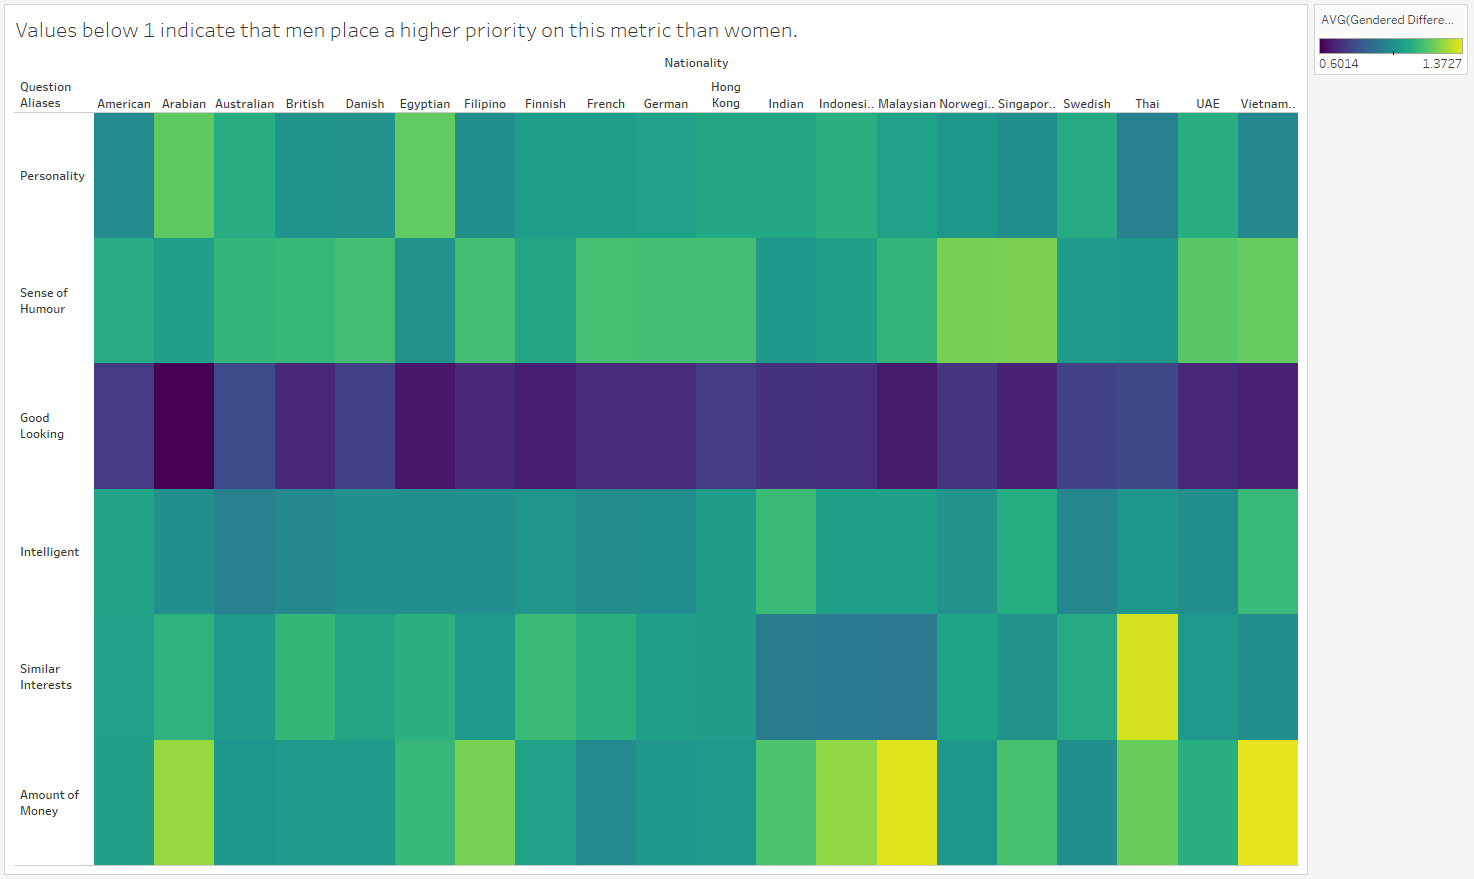 Values below 1 indicate that men place a higher priority on this metric than women.
AVG(Gendered Differe...
0.6014 1.3727
Nationality
Question
Aliases
American Arabian Australian British Danish Egyptian Filipino Finnish French German Hong Kong Indian Indonesi.. Malaysian Norwegi.. Singapor.. Swedish Thai UAE Vietnam..
Personality
Sense of
Humour
Good
Looking
Intelligent
Similar
Interests
Amount of
Money